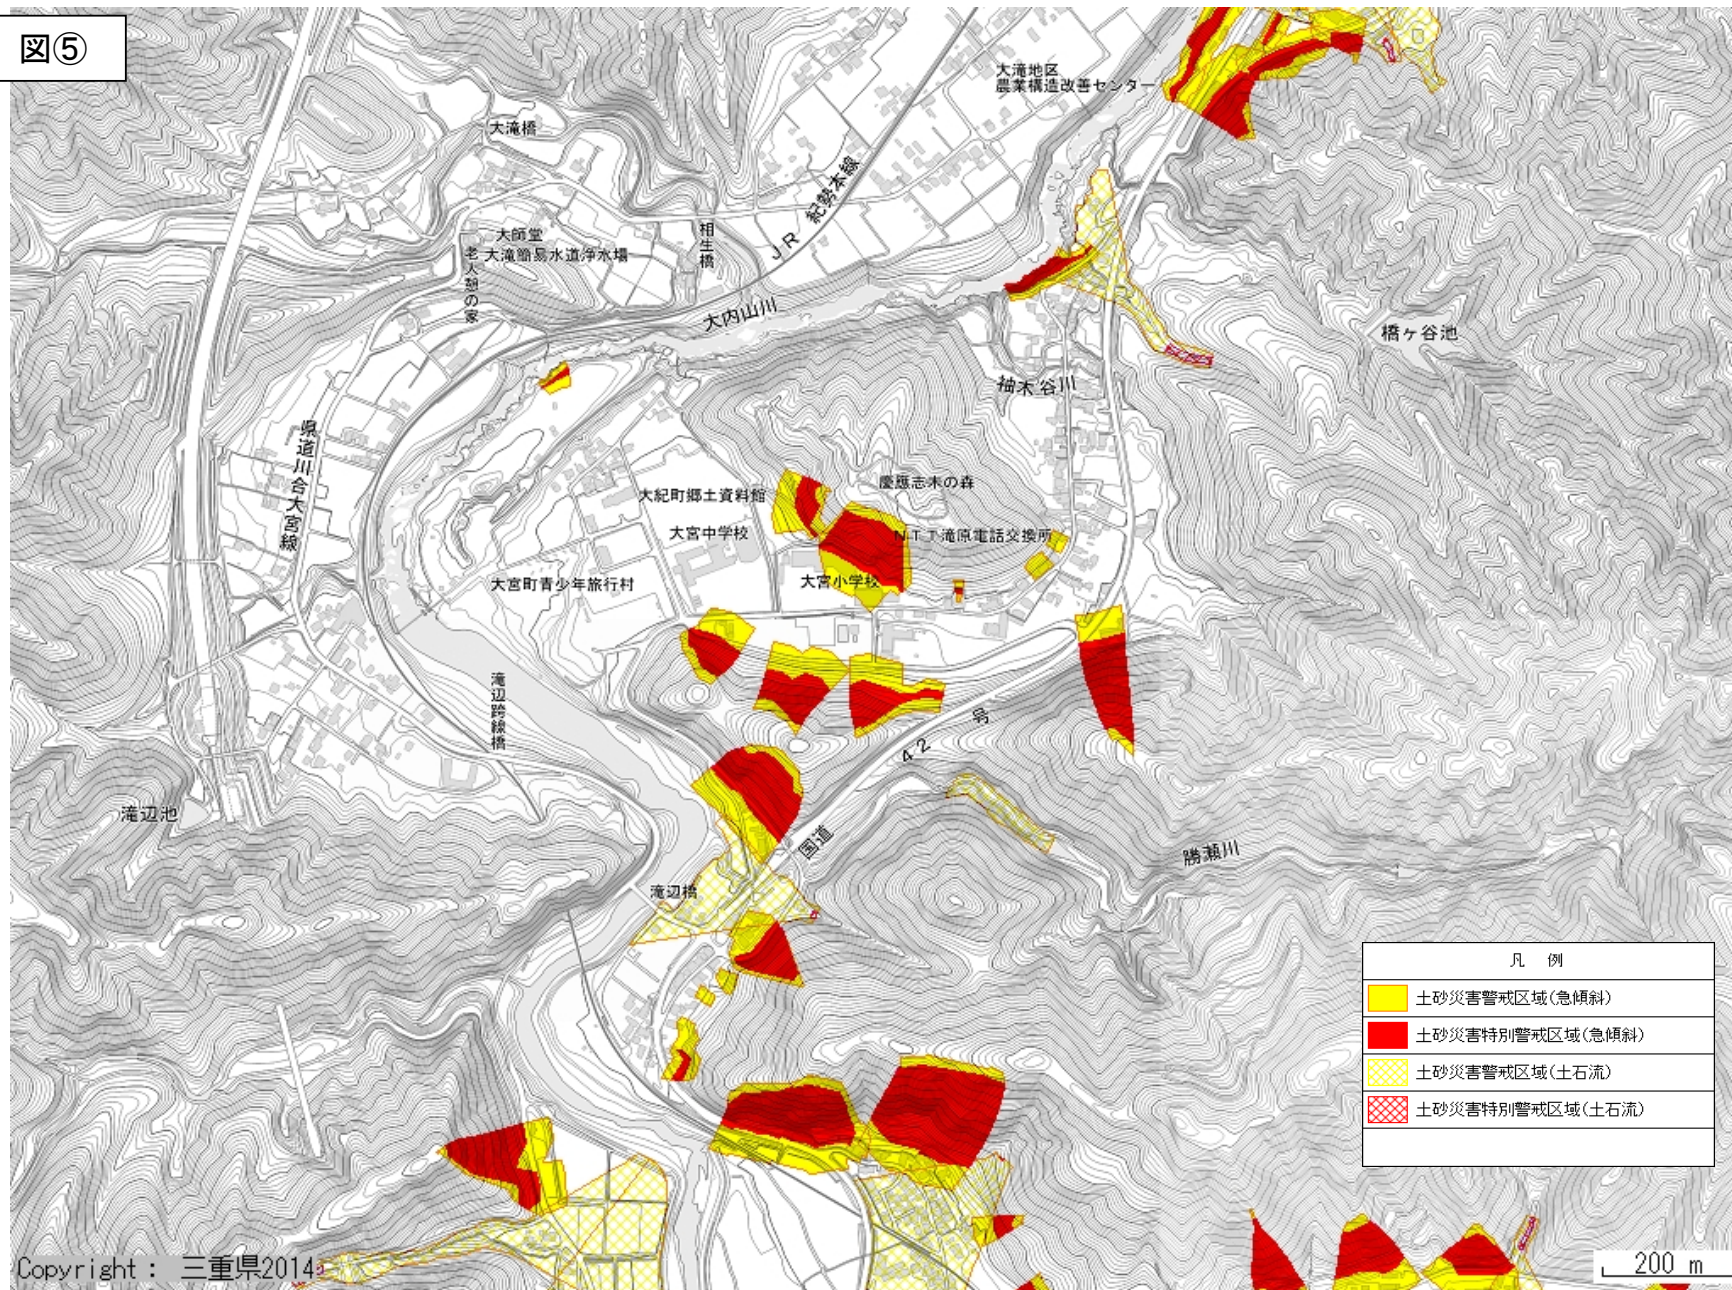 図⑤
大滝地区
農業構造改善センター
大滝橋
JR 紀勢本線
相生橋
大師堂
大滝簡易水道浄水場
老人憩の家
大内山川
橋ヶ谷池
袖木谷川
県道川合大宮線
慶應志木の森
大紀町郷土資料館
大宮中学校
NTT滝原電話交換所
大宮小学校
大宮町青少年旅行村
滝辺跨線橋
国道 42 号
滝辺池
勝瀬川
滝辺橋
凡 例
土砂災害警戒区域(急傾斜)
土砂災害特別警戒区域(急傾斜)
土砂災害警戒区域(土石流)
土砂災害特別警戒区域(土石流)
Copyright : 三重県2014
200 m